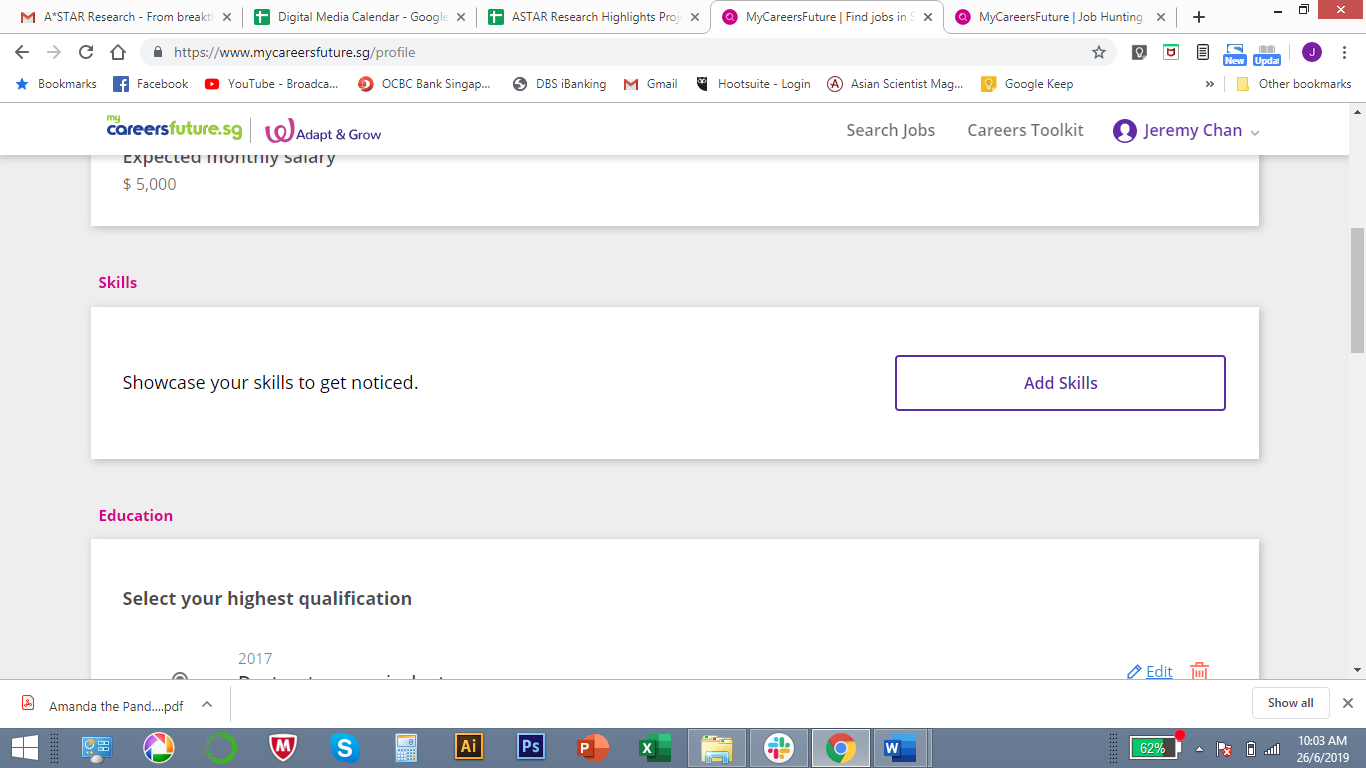 A*STAR Research - From breakt
Digital Media Calendar - Google
ASTAR Research Highlights Proj
MyCareersFuture | Find jobs in S
MyCareersFuture | Job Hunting
https://www.mycareersfuture.sg/profile
New
Updat
J
Bookmarks
Facebook
YouTube - Broadca...
OCBC Bank Singap...
DBS iBanking
Gmail
Hootsuite - Login
Asian Scientist Mag...
Google Keep
»
Other bookmarks
my
careersfuture.sg
Adapt & Grow
Search Jobs
Careers Toolkit
Jeremy Chan
Expected monthly salary
$ 5,000
Skills
Showcase your skills to get noticed.
Add Skills
Education
Select your highest qualification
2017
Edit
Amanda the Pand....pdf
Show all
Ai
Ps
62%
10:03 AM
26/6/2019